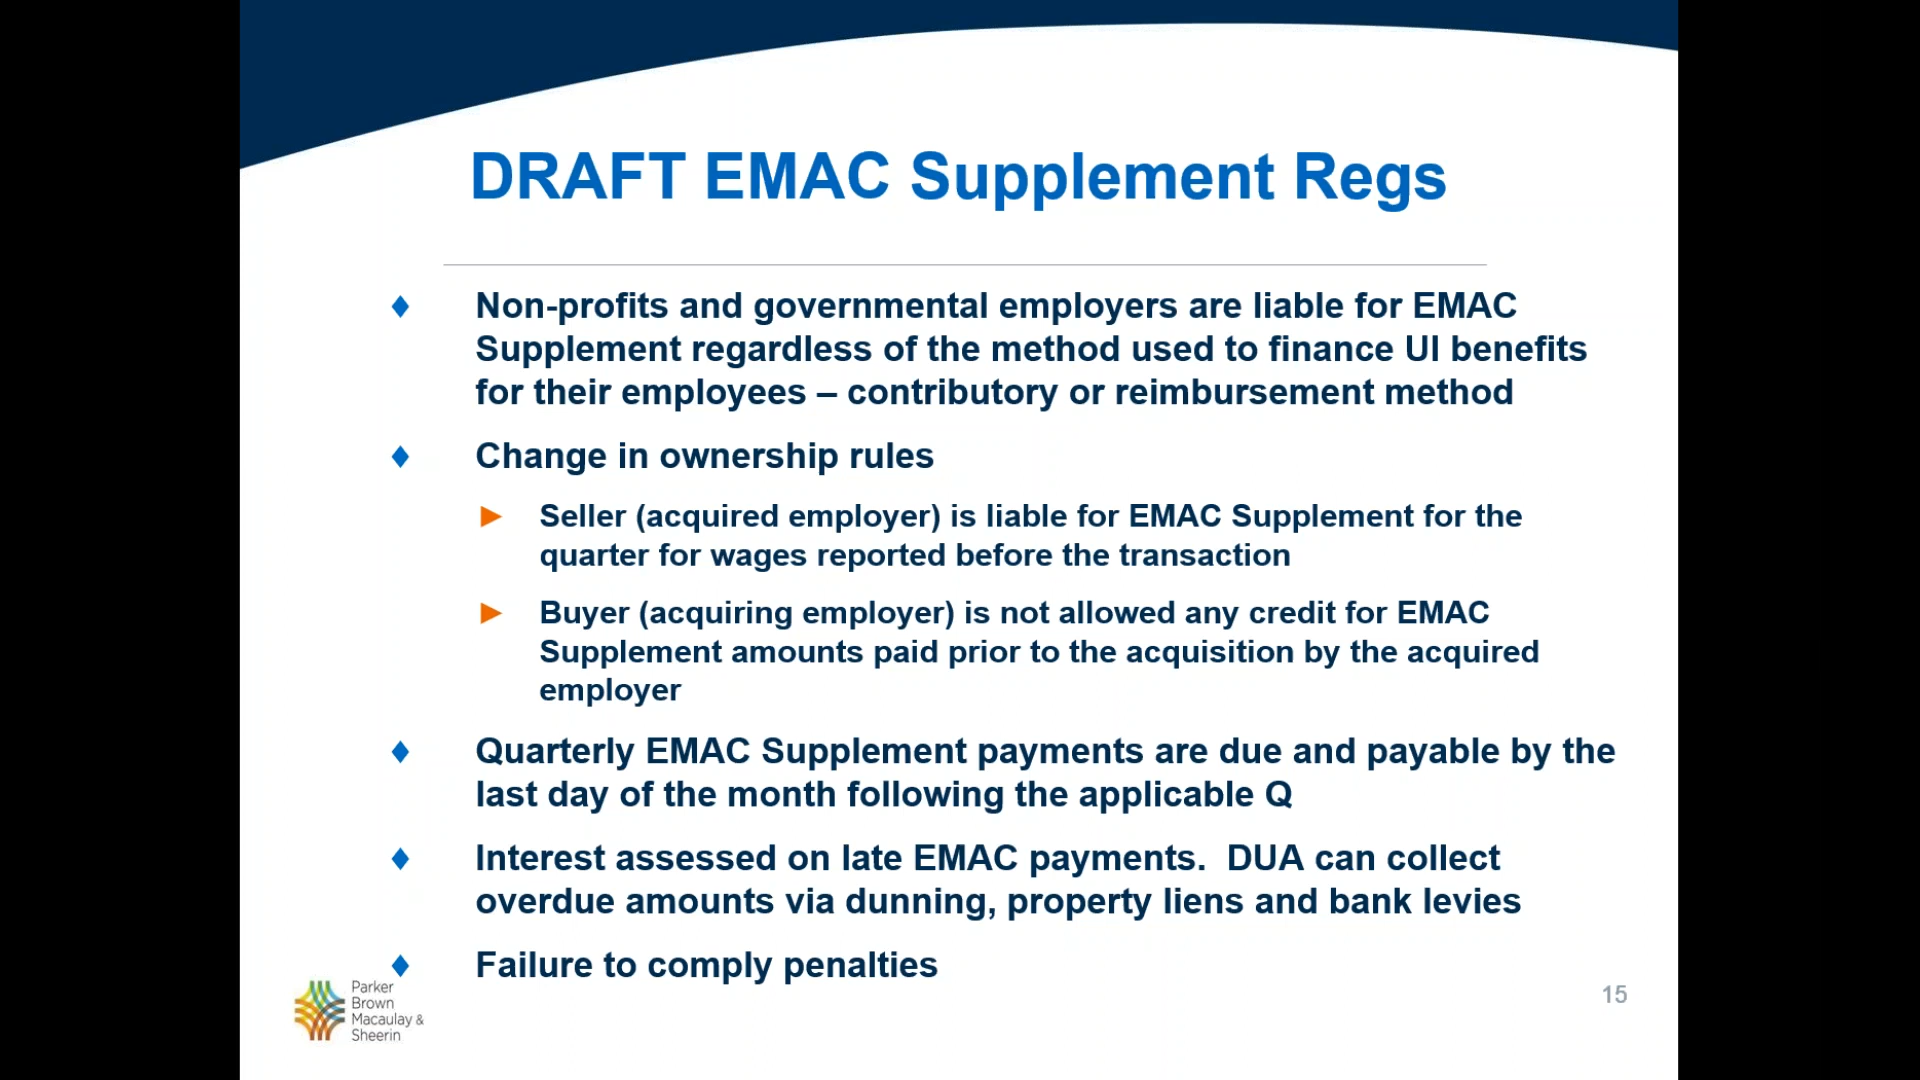 DRAFT EMAC Supplement Regs
♦ Non-profits and governmental employers are liable for EMAC
Supplement regardless of the method used to finance UI benefits
for their employees – contributory or reimbursement method
♦ Change in ownership rules
► Seller (acquired employer) is liable for EMAC Supplement for the
quarter for wages reported before the transaction
► Buyer (acquiring employer) is not allowed any credit for EMAC
Supplement amounts paid prior to the acquisition by the acquired
employer
♦ Quarterly EMAC Supplement payments are due and payable by the
last day of the month following the applicable Q
♦ Interest assessed on late EMAC payments.  DUA can collect
overdue amounts via dunning, property liens and bank levies
♦ Failure to comply penalties
Parker
Brown
Macaulay &
Sheerin
15